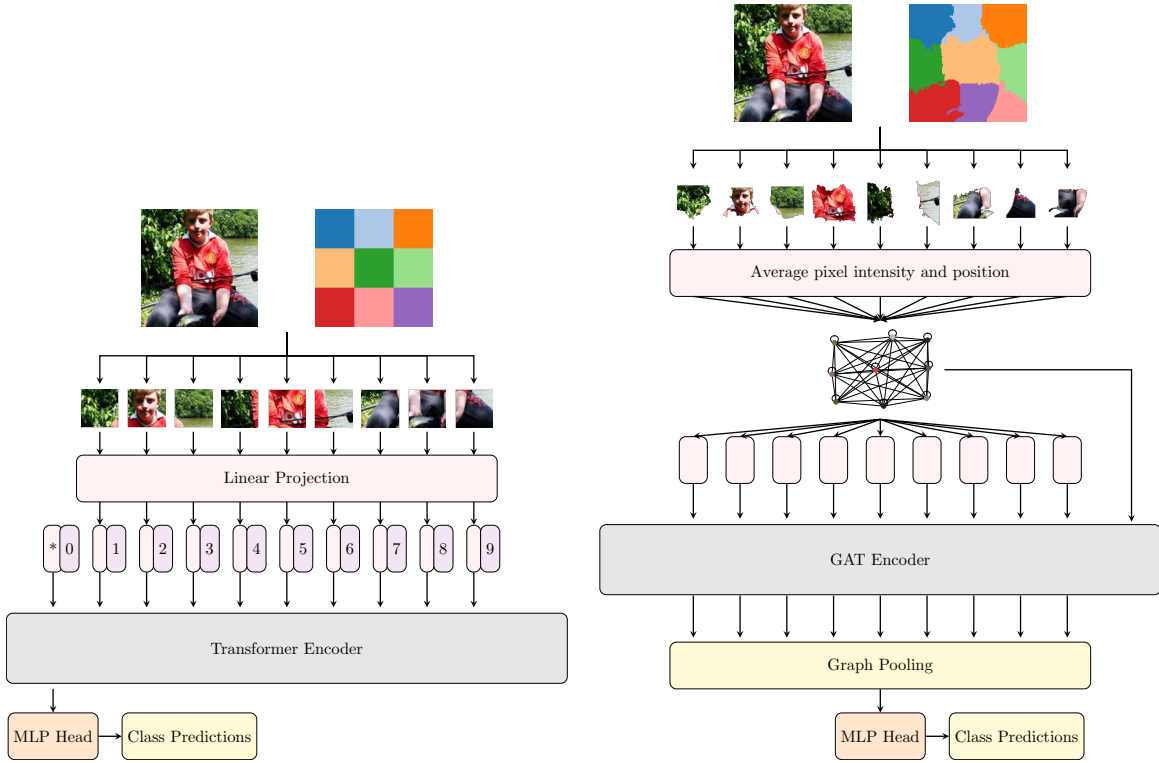 Linear Projection
* 0 1 2 3 4 5 6 7 8 9
Transformer Encoder
MLP Head
Class Predictions
Average pixel intensity and position
GAT Encoder
Graph Pooling
MLP Head
Class Predictions